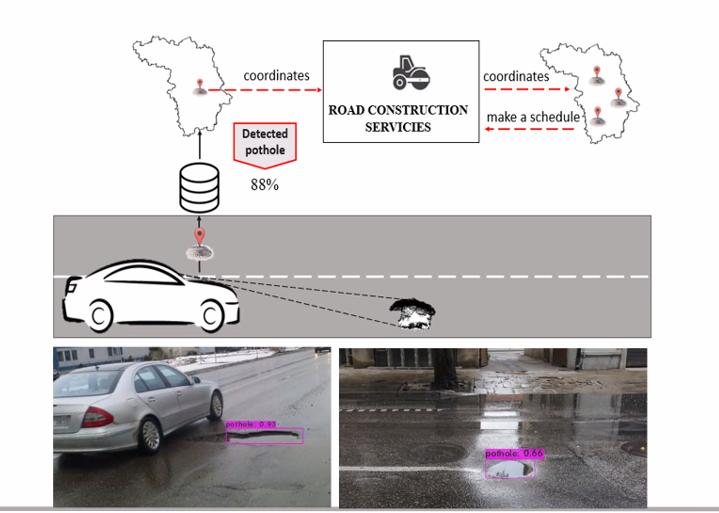 coordinates
ROAD CONSTRUCTION
SERVICIES
coordinates
make a schedule
Detected
pothole
88%
pothole: 0.93
pothole: 0.66